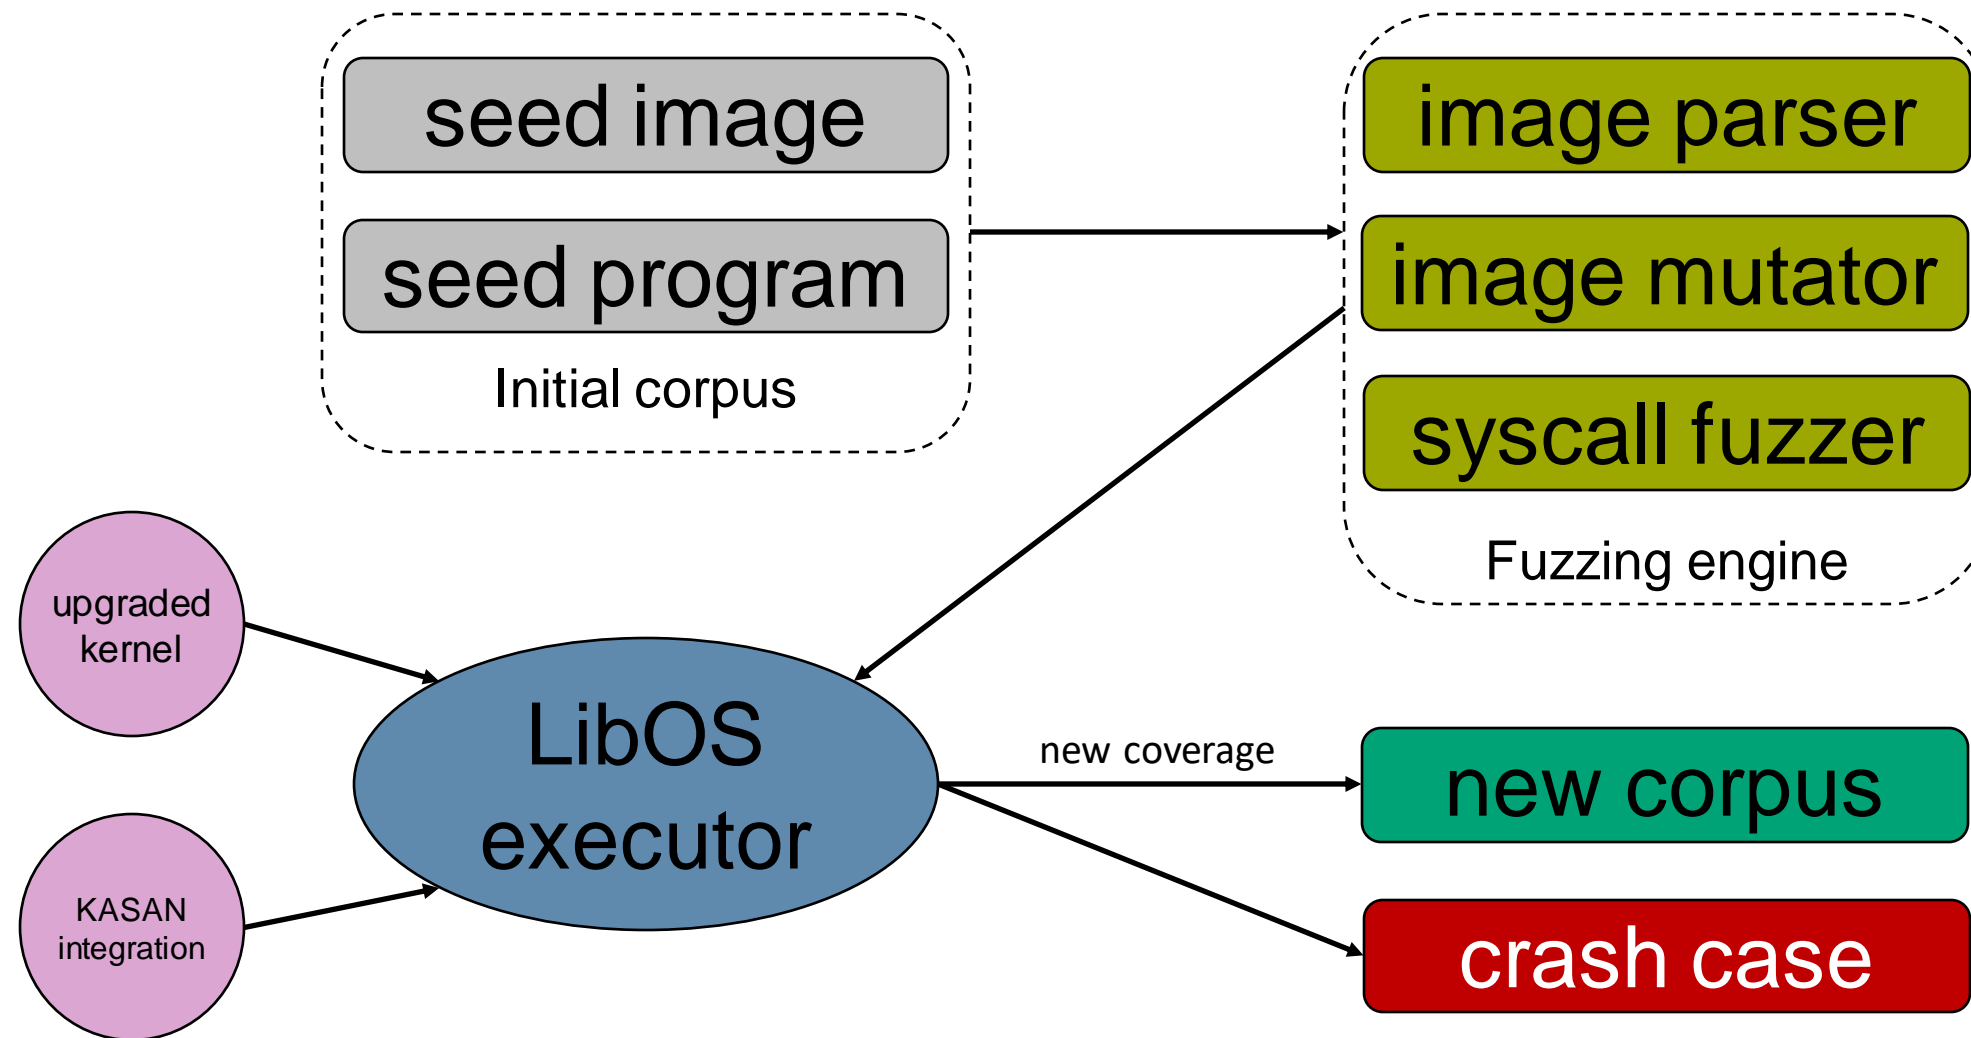 seed image
seed program
Initial corpus
image parser
image mutator
syscall fuzzer
Fuzzing engine
upgraded
kernel
KASAN
integration
LibOS
executor
new coverage
new corpus
crash case